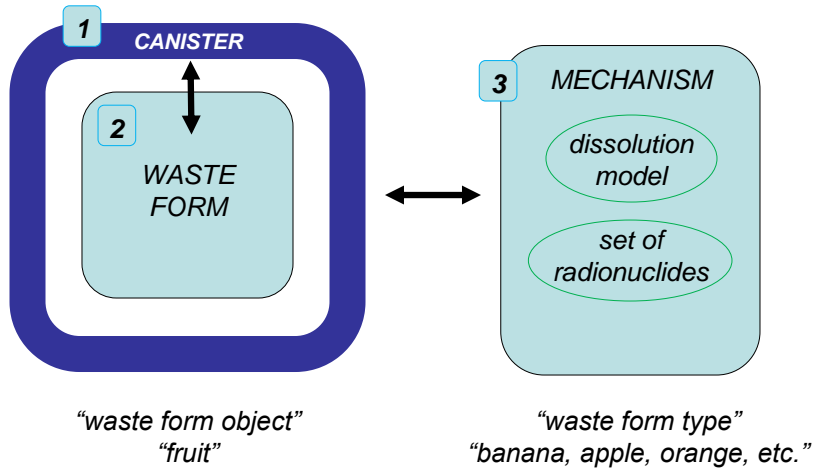 1
CANISTER
2
WASTE
FORM
“waste form object”
“fruit”
3
MECHANISM
dissolution
model
set of
radionuclides
“waste form type”
“banana, apple, orange, etc.”